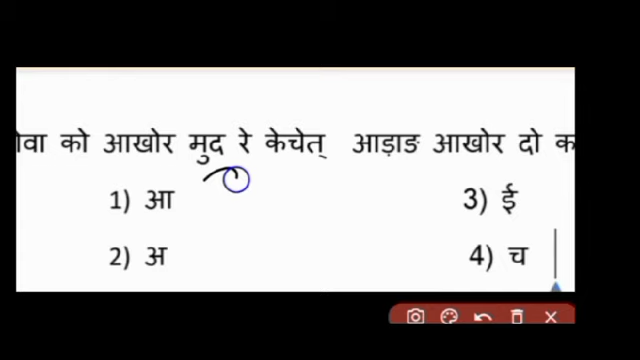 को आखोर मुद रे केचेत् आड़ाङ आखोर दो
1) आ 3) ई
2) अ 4) च